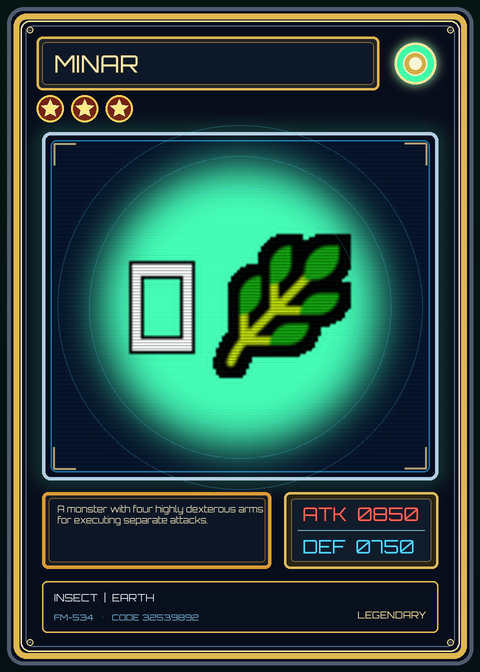 MINAR
A monster with four highly dexterous arms
for executing separate attacks.
ATK 0850
DEF 0750
INSECT | EARTH
FM-534 · CODE 32539892
LEGENDARY